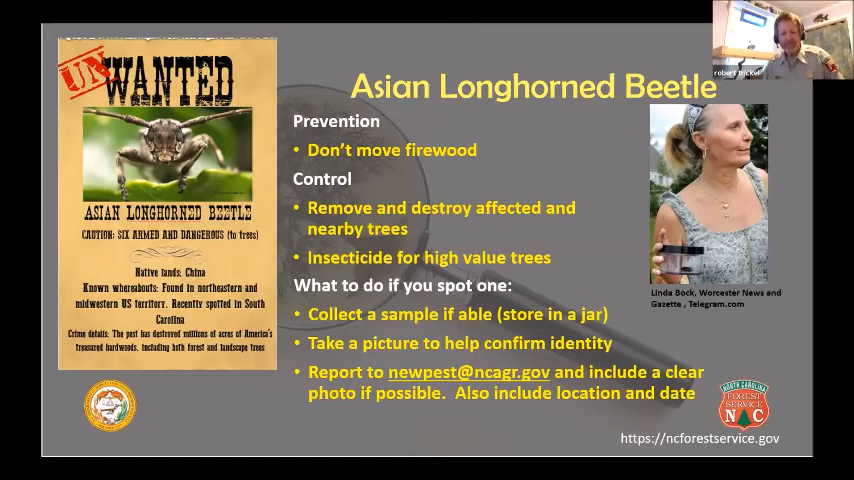 robert trickel
UN WANTED
ASIAN LONGHORNED BEETLE
CAUTION: SIX ARMED AND DANGEROUS (to trees)
Native lands: China
Known whereabouts: Found in northeastern and
midwestern US territory. Recently spotted in South
Carolina
Crime details: The pest has destroyed millions of acres of America's
treasured hardwoods, including both forest and landscape trees
Asian Longhorned Beetle
Prevention
• Don't move firewood
Control
• Remove and destroy affected and
nearby trees
• Insecticide for high value trees
What to do if you spot one:
• Collect a sample if able (store in a jar)
• Take a picture to help confirm identity
• Report to newpest@ncagr.gov and include a clear
photo if possible. Also include location and date
Linda Bock, Worcester News and
Gazette , Telegram.com
NORTH CAROLINA
FOREST
SERVICE
N C
https://ncforestservice.gov